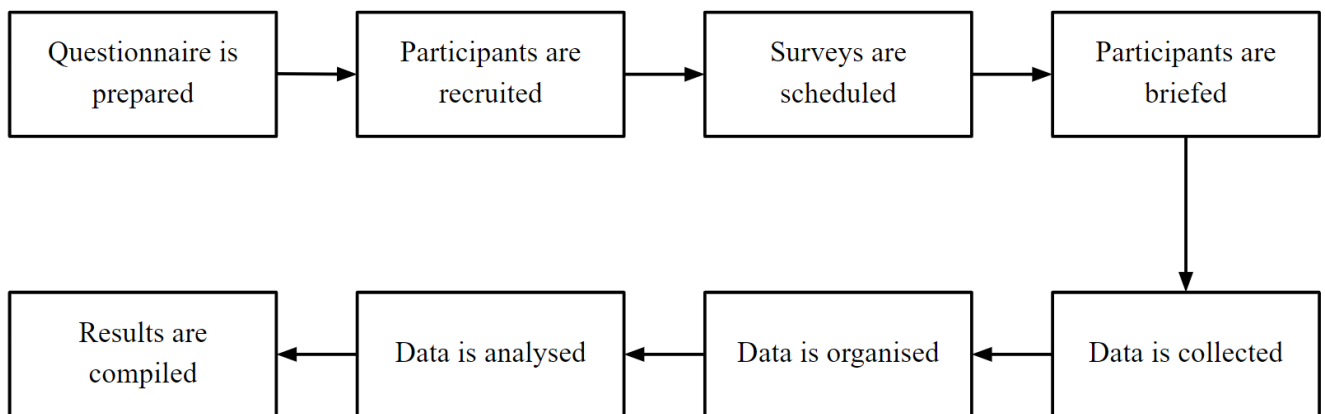 Questionnaire is
prepared
Participants are
recruited
Surveys are
scheduled
Participants are
briefed
Data is collected
Data is organised
Data is analysed
Results are
compiled